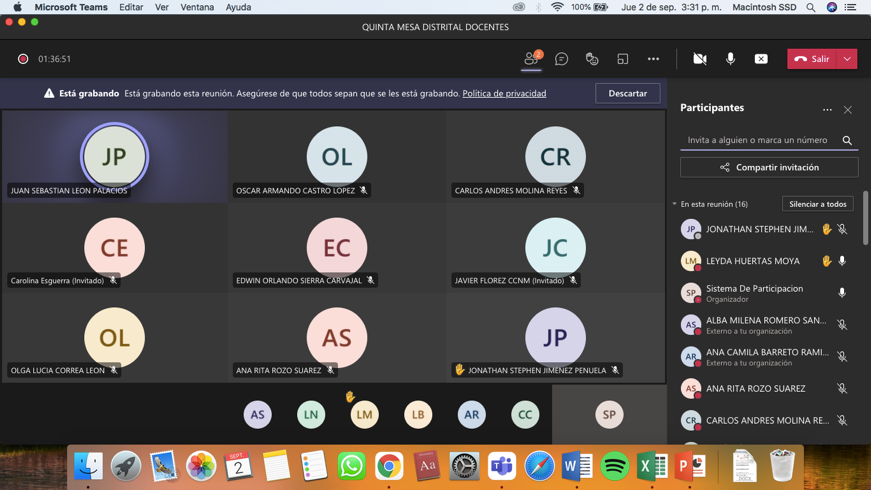 Microsoft Teams Editar Ver Ventana Ayuda 100% Jue 2 de sep. 3:31 p. m. Macintosh SSD
QUINTA MESA DISTRITAL DOCENTES
01:36:51 2 Salir
Está grabando Está grabando esta reunión. Asegúrese de que todos sepan que se les está grabando. Política de privacidad Descartar
JP
JUAN SEBASTIAN LEON PALACIOS
OL
OSCAR ARMANDO CASTRO LOPEZ
CR
CARLOS ANDRES MOLINA REYES
CE
Carolina Esguerra (Invitado)
EC
EDWIN ORLANDO SIERRA CARVAJAL
JC
JAVIER FLOREZ CCNM (Invitado)
OL
OLGA LUCIA CORREA LEON
AS
ANA RITA ROZO SUAREZ
JP
JONATHAN STEPHEN JIMENEZ PENUELA
AS LN LM LB AR CC SP
Participantes
Invita a alguien o marca un número
Compartir invitación
En esta reunión (16) Silenciar a todos
JP JONATHAN STEPHEN JIM...
LM LEYDA HUERTAS MOYA
SP Sistema De Participacion
Organizador
AS ALBA MILENA ROMERO SAN...
Externo a tu organización
AR ANA CAMILA BARRETO RAMI...
Externo a tu organización
AS ANA RITA ROZO SUAREZ
CR CARLOS ANDRES MOLINA RE...
SEPT.
2
Aa
T
W
X
P
DOCX